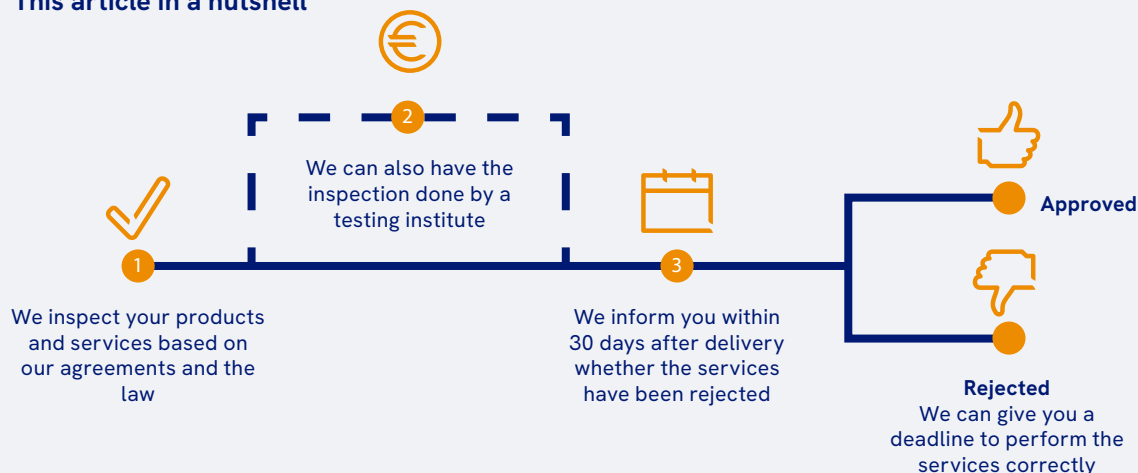 This article in a nutshell
2
We can also have the
inspection done by a
testing institute
Approved
1
3
We inspect your products
and services based on
our agreements and the
law
We inform you within
30 days after delivery
whether the services
have been rejected
Rejected
We can give you a
deadline to perform the
services correctly